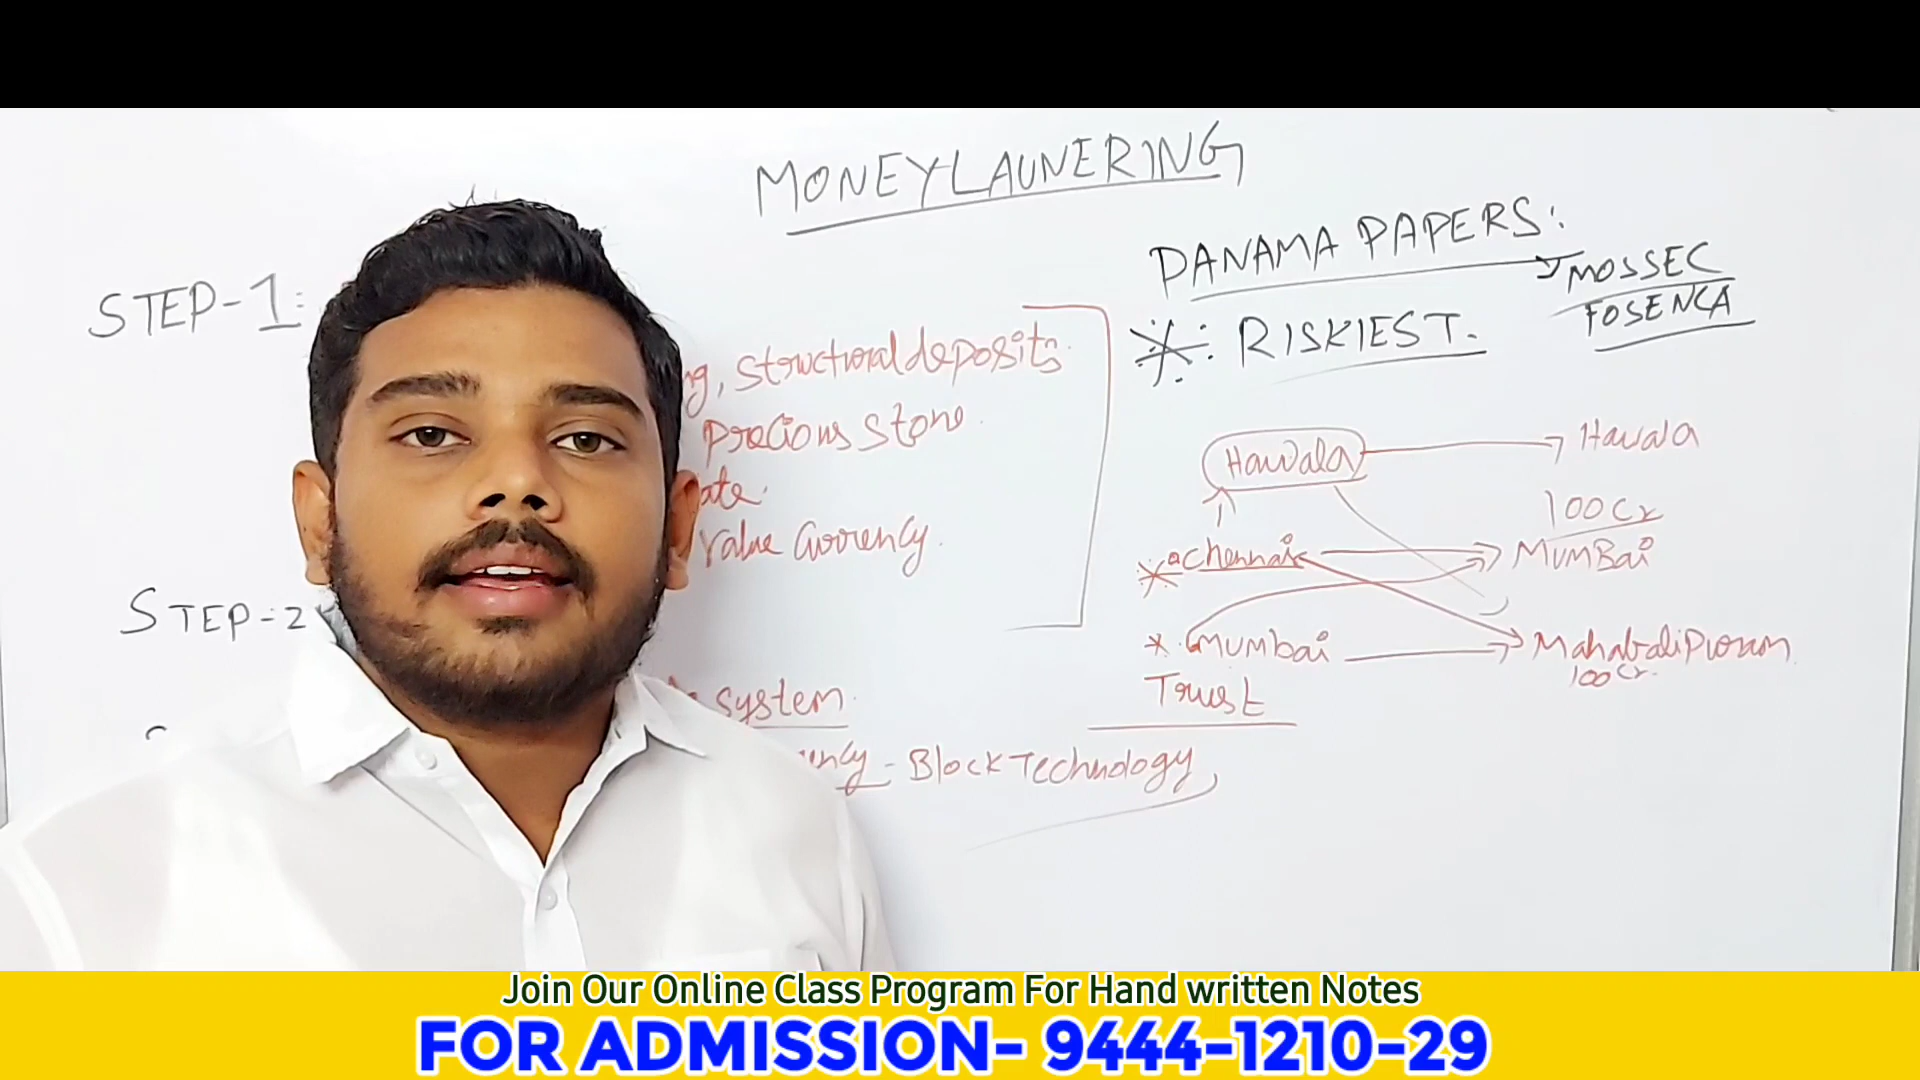 MONEYLAUNERING
PANAMA PAPERS:
MOSSEC
FOSENCA
STEP-1:
RISKIEST.
structural deposits
precious stone
Hawala
Hawala
Value Currency.
100 Cr
Chennai
MumBai
STEP-2
Mumbai
Mahabalipuram
100 Cr.
Trust
system
- Block Technology
Join Our Online Class Program For Hand written Notes
FOR ADMISSION- 9444-1210-29